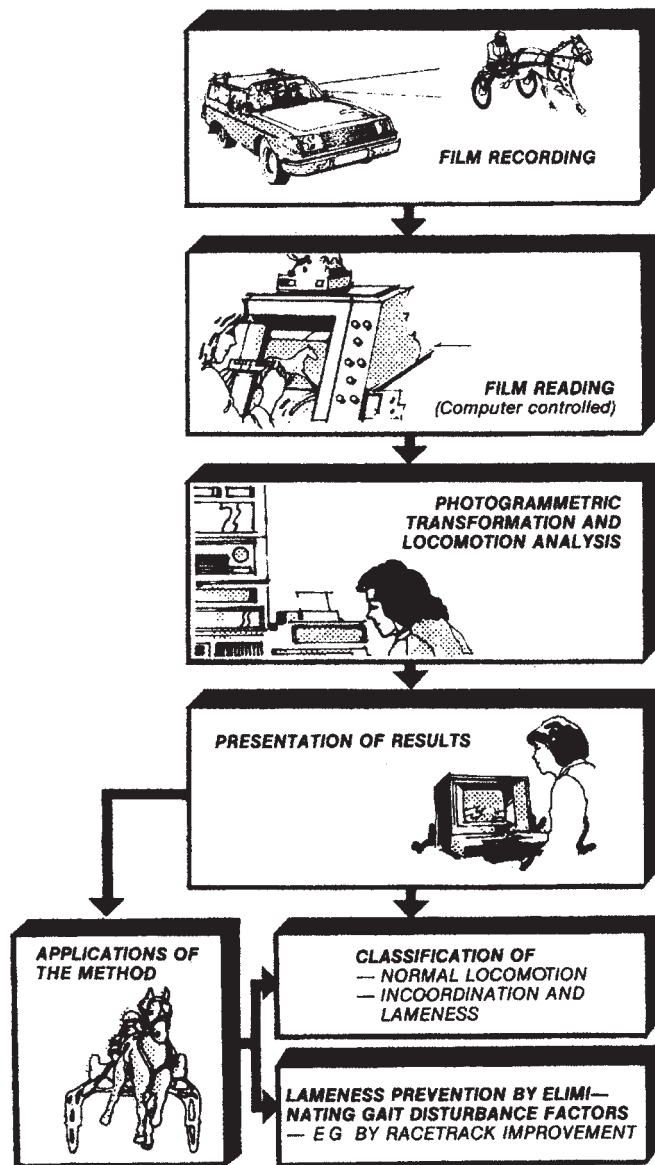 FILM RECORDING
FILM READING
(Computer controlled)
PHOTOGRAMMETRIC
TRANSFORMATION AND
LOCOMOTION ANALYSIS
PRESENTATION OF RESULTS
APPLICATIONS OF
THE METHOD
CLASSIFICATION OF
— NORMAL LOCOMOTION
— INCOORDINATION AND
LAMENESS
LAMENESS PREVENTION BY ELIMI—
NATING GAIT DISTURBANCE FACTORS
— E G BY RACETRACK IMPROVEMENT